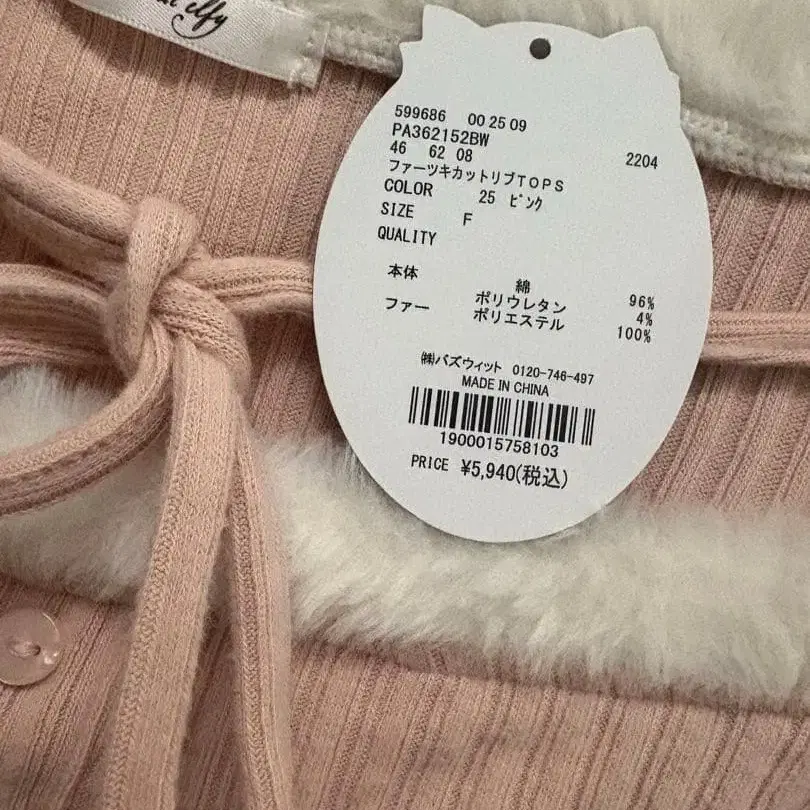 elfy
599686 00 25 09
PA362152BW
46 62 08 2204
ファーツキカットリブTOPS
COLOR 25 ピンク
SIZE F
QUALITY
本体 綿 96%
ポリウレタン 4%
ファー ポリエステル 100%
㈱バズウィット 0120-746-497
MADE IN CHINA
1900015758103
PRICE ¥5,940(税込)